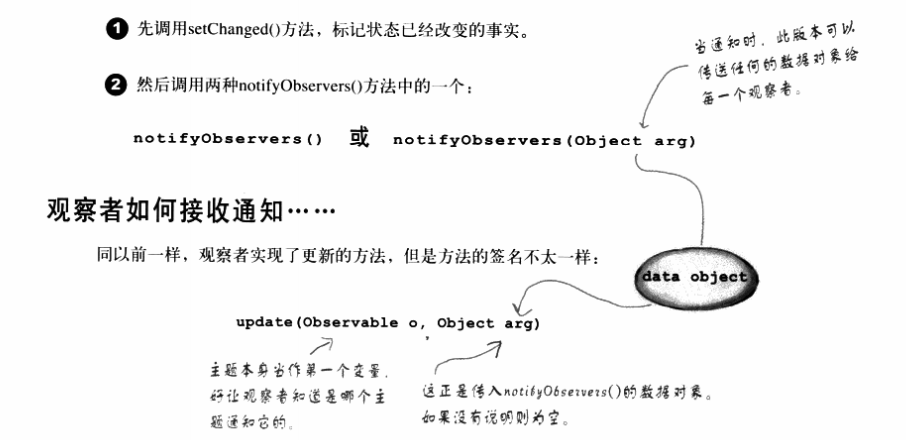 ❶ 先调用setChanged()方法，标记状态已经改变的事实。
❷ 然后调用两种notifyObservers()方法中的一个：
当通知时，此版本可以
传送任何的数据对象给
每一个观察者。
notifyObservers() 或 notifyObservers(Object arg)
观察者如何接收通知……
同以前一样，观察者实现了更新的方法，但是方法的签名不太一样：
data object
update(Observable o, Object arg)
主题本身当作第一个变量，
好让观察者知道是哪个主
题通知它的。
这正是传入notifyObservers()的数据对象。
如果没有说明则为空。